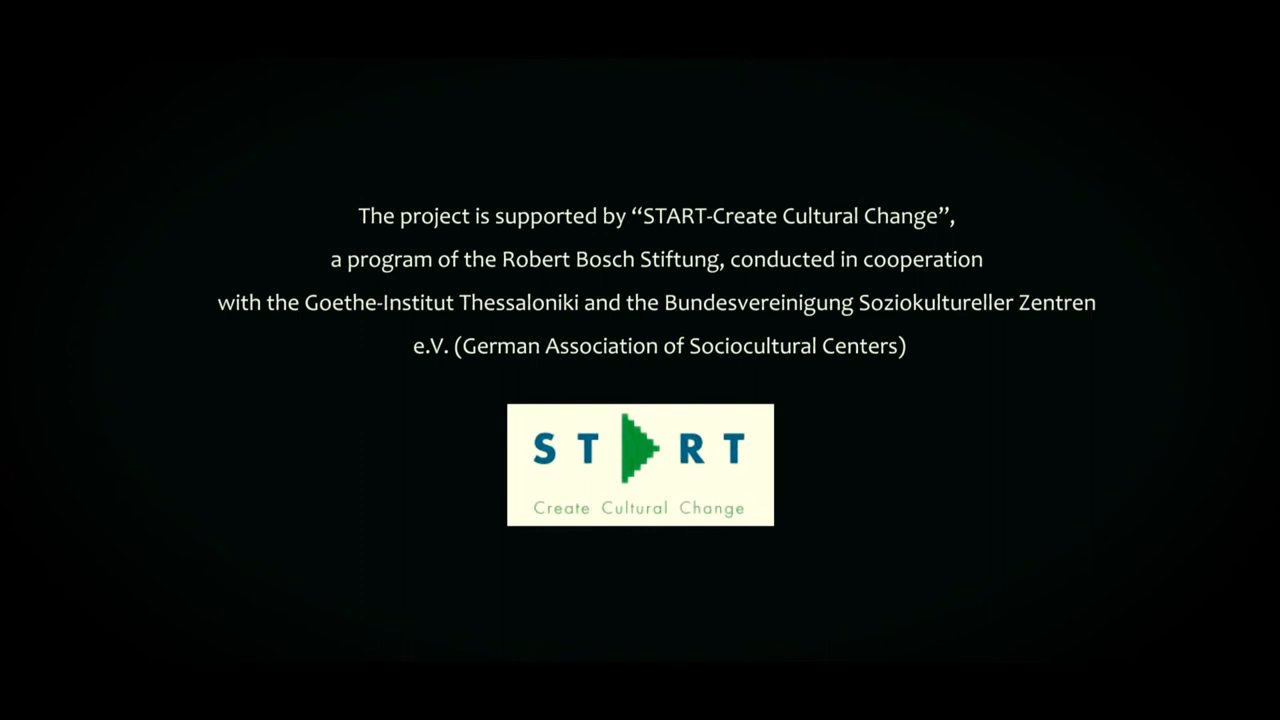 The project is supported by “START-Create Cultural Change”,
a program of the Robert Bosch Stiftung, conducted in cooperation
with the Goethe-Institut Thessaloniki and the Bundesvereinigung Soziokultureller Zentren
e.V. (German Association of Sociocultural Centers)
START
Create Cultural Change